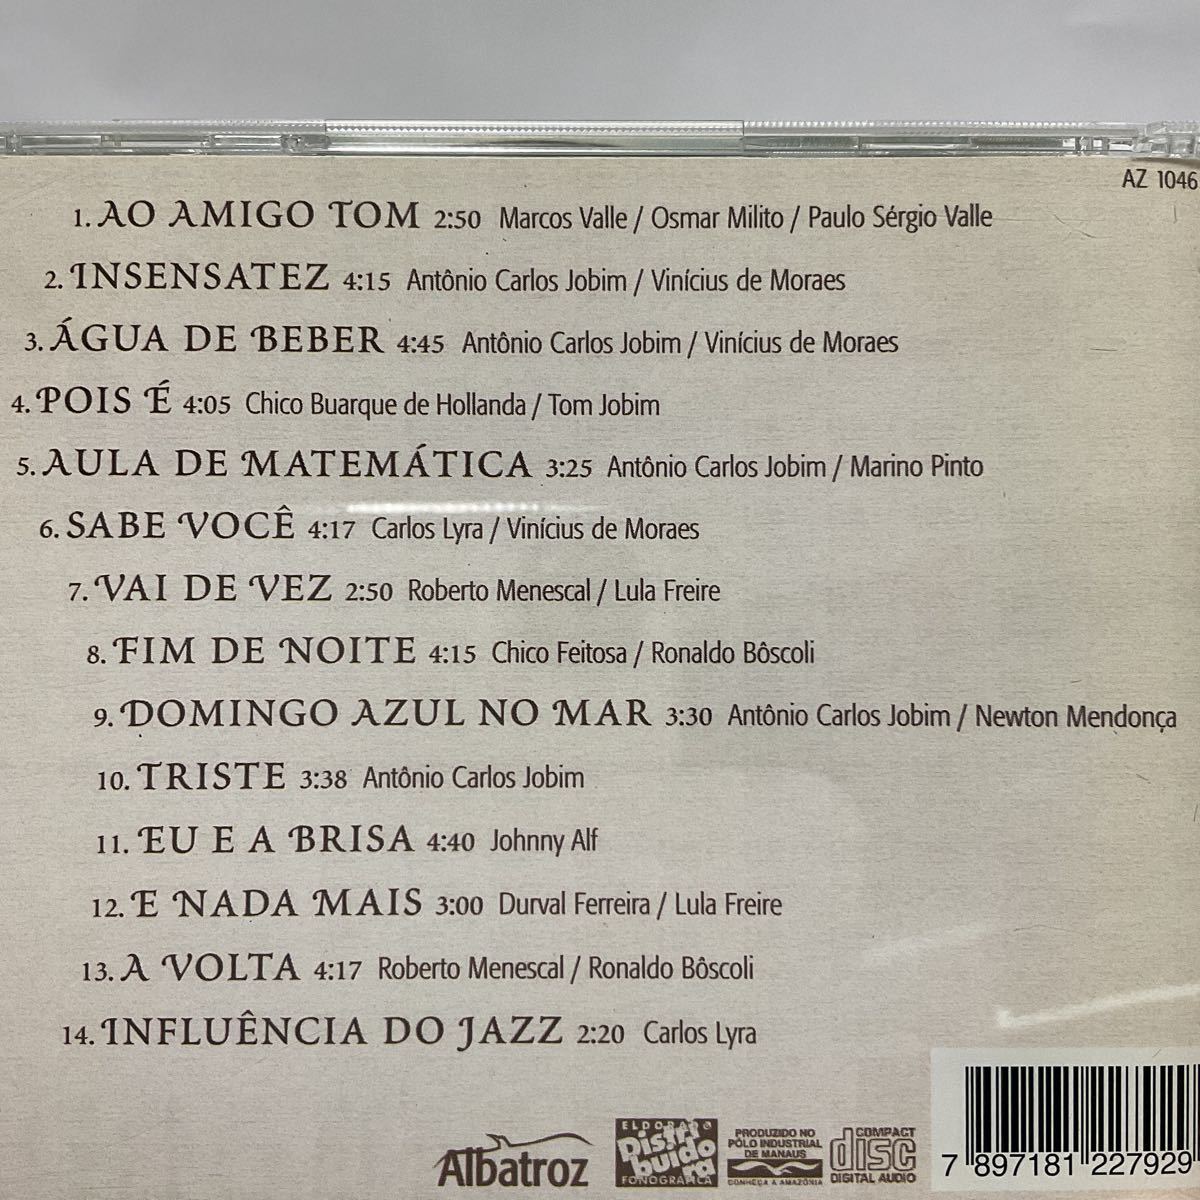 AZ 1046
1. AO AMIGO TOM 2:50 Marcos Valle / Osmar Milito / Paulo Sérgio Valle
2. INSENSATEZ 4:15 Antônio Carlos Jobim / Vinícius de Moraes
3. ÁGUA DE BEBER 4:45 Antônio Carlos Jobim / Vinícius de Moraes
4. POIS É 4:05 Chico Buarque de Hollanda / Tom Jobim
5. AULA DE MATEMÁTICA 3:25 Antônio Carlos Jobim / Marino Pinto
6. SABE VOCÊ 4:17 Carlos Lyra / Vinícius de Moraes
7. VAI DE VEZ 2:50 Roberto Menescal / Lula Freire
8. FIM DE NOITE 4:15 Chico Feitosa / Ronaldo Bôscoli
9. DOMINGO AZUL NO MAR 3:30 Antônio Carlos Jobim / Newton Mendonça
10. TRISTE 3:38 Antônio Carlos Jobim
11. EU E A BRISA 4:40 Johnny Alf
12. E NADA MAIS 3:00 Durval Ferreira / Lula Freire
13. A VOLTA 4:17 Roberto Menescal / Ronaldo Bôscoli
14. INFLUÊNCIA DO JAZZ 2:20 Carlos Lyra
Albatroz
ELDORADO
Distri
buido
ra
FONOGRÁFICA
PRODUZIDO NO
PÓLO INDUSTRIAL
DE MANAUS
CONHEÇA A AMAZÔNIA
COMPACT
disc
DIGITAL AUDIO
7 897181 227929